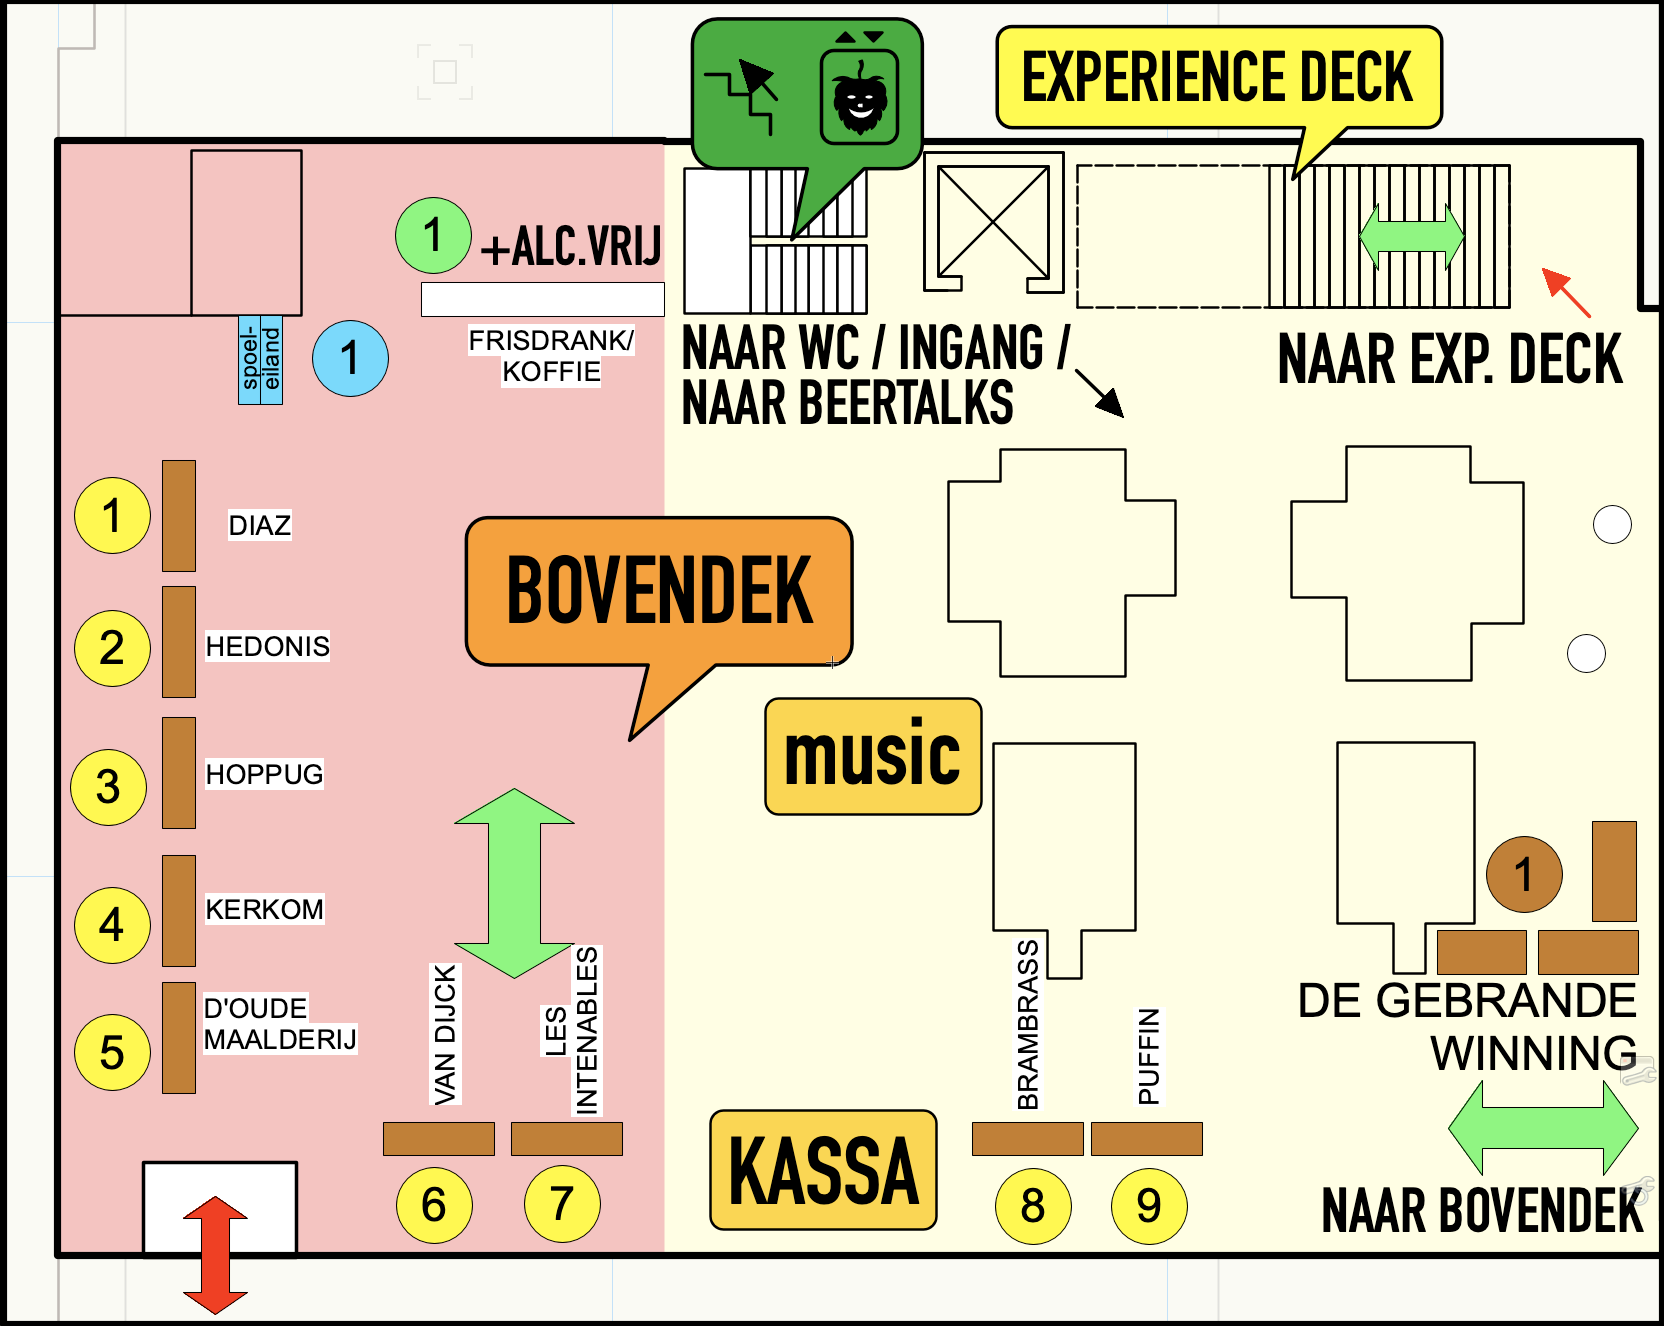 EXPERIENCE DECK
1
+ALC.VRIJ
FRISDRANK/
KOFFIE
spoel-
eiland
1
NAAR WC / INGANG /
NAAR BEERTALKS
NAAR EXP. DECK
1
DIAZ
2
HEDONIS
3
HOPPUG
4
KERKOM
5
D'OUDE
MAALDERIJ
BOVENDEK
music
VAN DIJCK
6
LES
INTENABLES
7
KASSA
BRAMBRASS
8
PUFFIN
9
1
DE GEBRANDE
WINNING
NAAR BOVENDEK